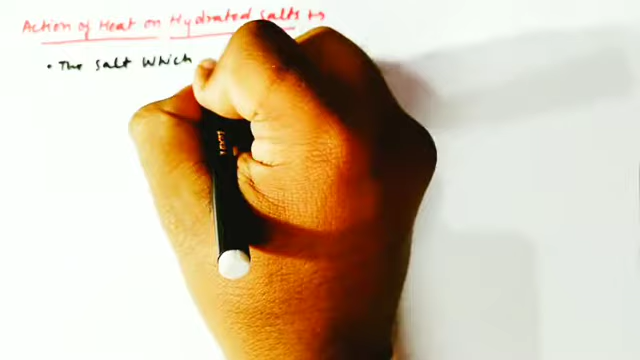 Action of Heat on Hydrated Salts
• The Salt Which